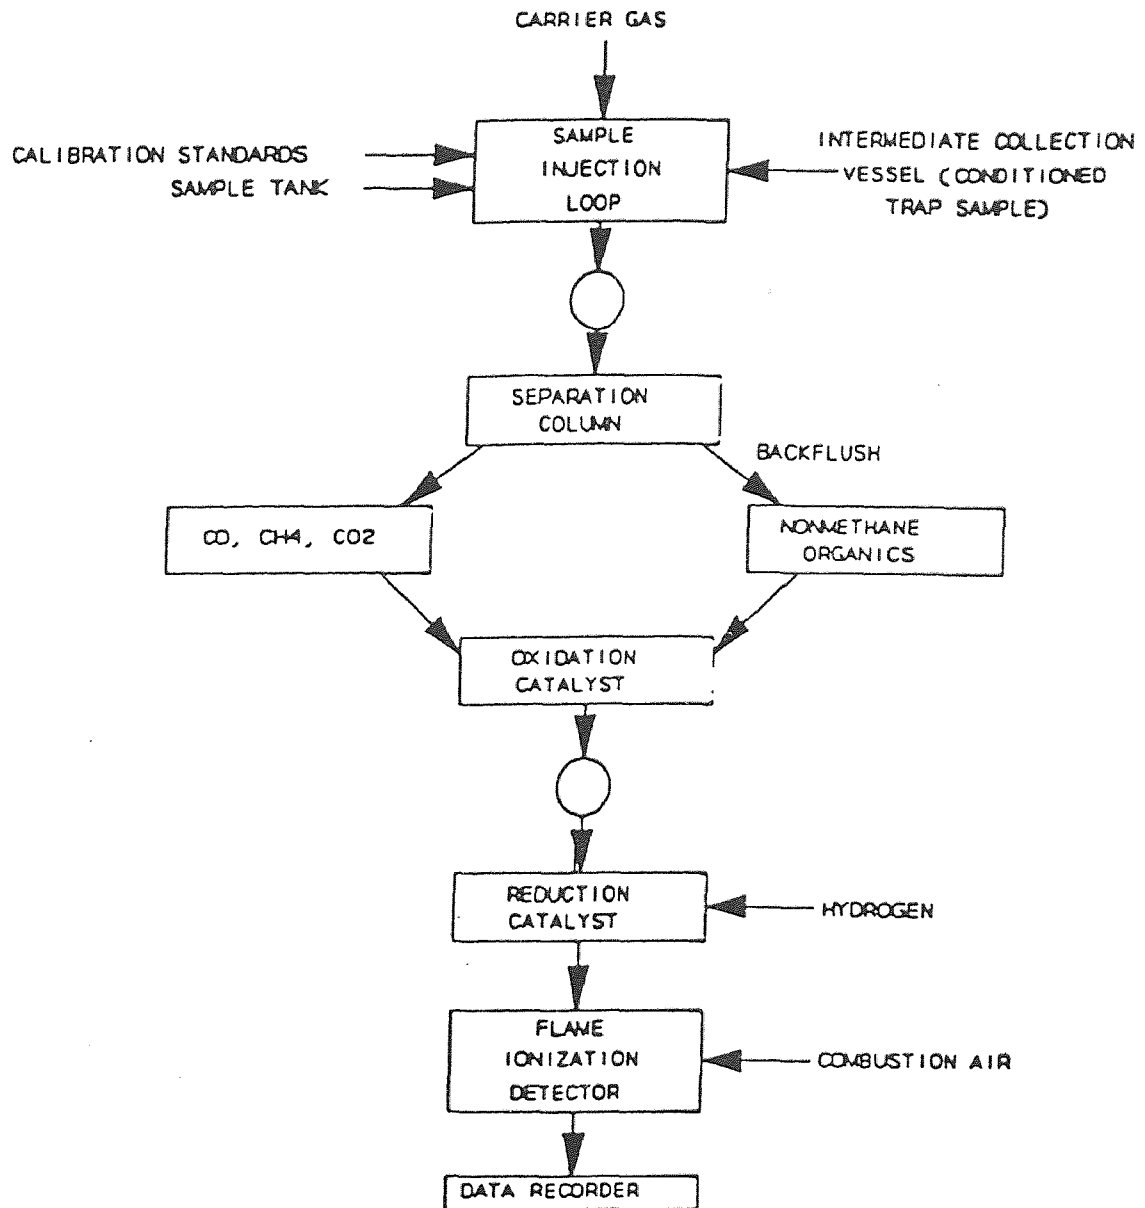 CARRIER GAS
SAMPLE
INJECTION
LOOP
CALIBRATION STANDARDS
SAMPLE TANK
INTERMEDIATE COLLECTION
VESSEL (CONDITIONED
TRAP SAMPLE)
SEPARATION
COLUMN
BACKFLUSH
CO, CH4, CO2
NONMETHANE
ORGANICS
OXIDATION
CATALYST
REDUCTION
CATALYST
HYDROGEN
FLAME
IONIZATION
DETECTOR
COMBUSTION AIR
DATA RECORDER